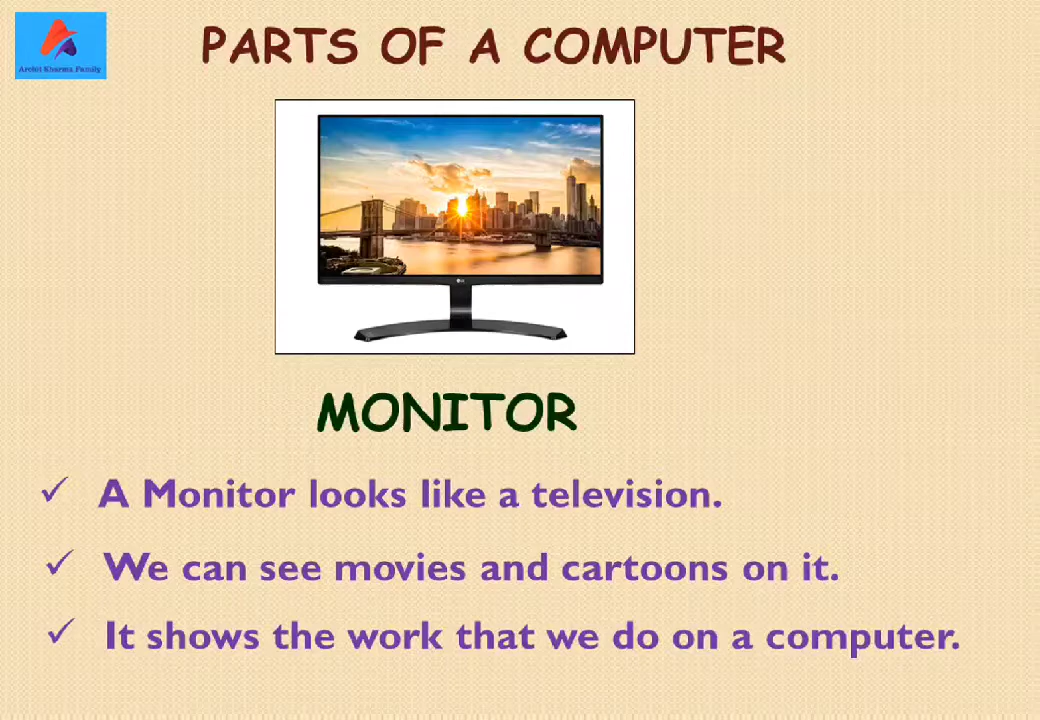 PARTS OF A COMPUTER
LG
MONITOR
✓ A Monitor looks like a television.
✓ We can see movies and cartoons on it.
✓ It shows the work that we do on a computer.